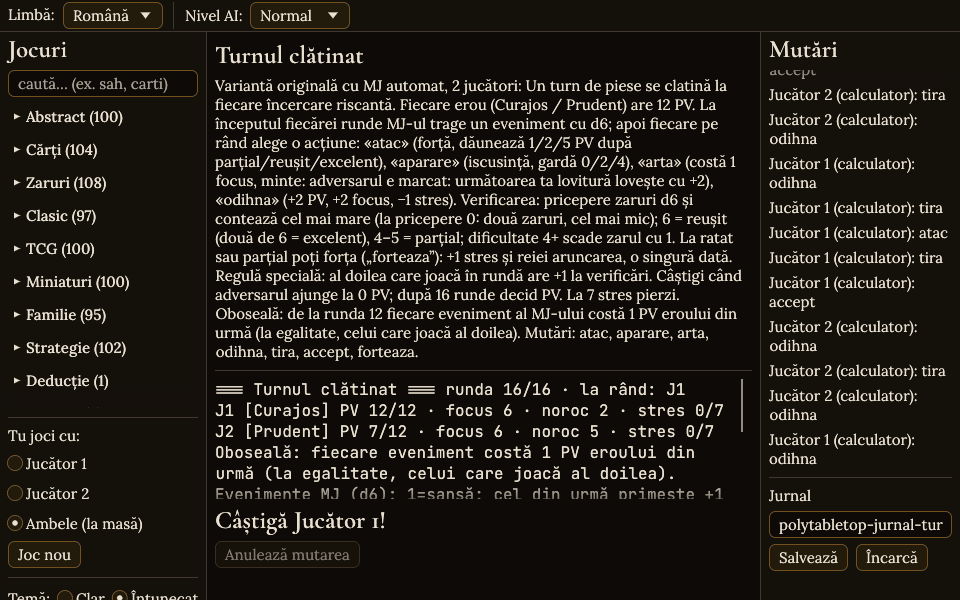 Limbă: Română ▼ Nivel AI: Normal ▼
Jocuri
caută... (ex. sah, carti)
▸ Abstract (100)
▸ Cărți (104)
▸ Zaruri (108)
▸ Clasic (97)
▸ TCG (100)
▸ Miniaturi (100)
▸ Familie (95)
▸ Strategie (102)
▸ Deducție (1)
Tu joci cu:
Jucător 1
Jucător 2
Ambele (la masă)
Joc nou
Temă: Clar Întunecat
Turnul clătinat
Variantă originală cu MJ automat, 2 jucători: Un turn de piese se clatină la
fiecare încercare riscantă. Fiecare erou (Curajos / Prudent) are 12 PV. La
începutul fiecărei runde MJ-ul trage un eveniment cu d6; apoi fiecare pe
rând alege o acțiune: «atac» (forță, dăunează 1/2/5 PV după
parțial/reușit/excelent), «aparare» (iscusință, gardă 0/2/4), «arta» (costă 1
focus, minte: adversarul e marcat: următoarea ta lovitură lovește cu +2),
«odihna» (+2 PV, +2 focus, −1 stres). Verificarea: pricepere zaruri d6 și
contează cel mai mare (la pricepere 0: două zaruri, cel mai mic); 6 = reușit
(două de 6 = excelent), 4–5 = parțial; dificultate 4+ scade zarul cu 1. La ratat
sau parțial poți forța („forteaza”): +1 stres și reiei aruncarea, o singură dată.
Regulă specială: al doilea care joacă în rundă are +1 la verificări. Câștigi când
adversarul ajunge la 0 PV; după 16 runde decid PV. La 7 stres pierzi.
Oboseală: de la runda 12 fiecare eveniment al MJ-ului costă 1 PV eroului din
urmă (la egalitate, celui care joacă al doilea). Mutări: atac, aparare, arta,
odihna, tira, accept, forteaza.
═══ Turnul clătinat ═══ runda 16/16 · la rând: J1
J1 [Curajos] PV 12/12 · focus 6 · noroc 2 · stres 0/7
J2 [Prudent] PV 7/12 · focus 6 · noroc 5 · stres 0/7
Oboseală: fiecare eveniment costă 1 PV eroului din
urmă (la egalitate, celui care joacă al doilea).
Evenimente MJ (d6): 1=sansă: cel din urmă primește +1
Câștigă Jucător 1!
Anulează mutarea
Mutări
accept
Jucător 2 (calculator): tira
Jucător 2 (calculator):
odihna
Jucător 1 (calculator):
odihna
Jucător 1 (calculator): tira
Jucător 1 (calculator): atac
Jucător 1 (calculator): tira
Jucător 1 (calculator):
accept
Jucător 2 (calculator):
odihna
Jucător 2 (calculator): tira
Jucător 2 (calculator):
odihna
Jucător 1 (calculator):
odihna
Jurnal
polytabletop-jurnal-tur
Salvează Încarcă